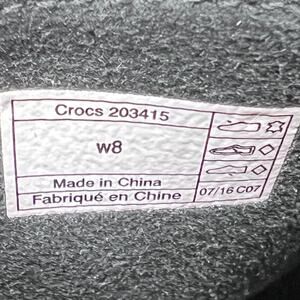 Crocs 203415
w8
Made in China
Fabriqué en Chine
07/16 C07